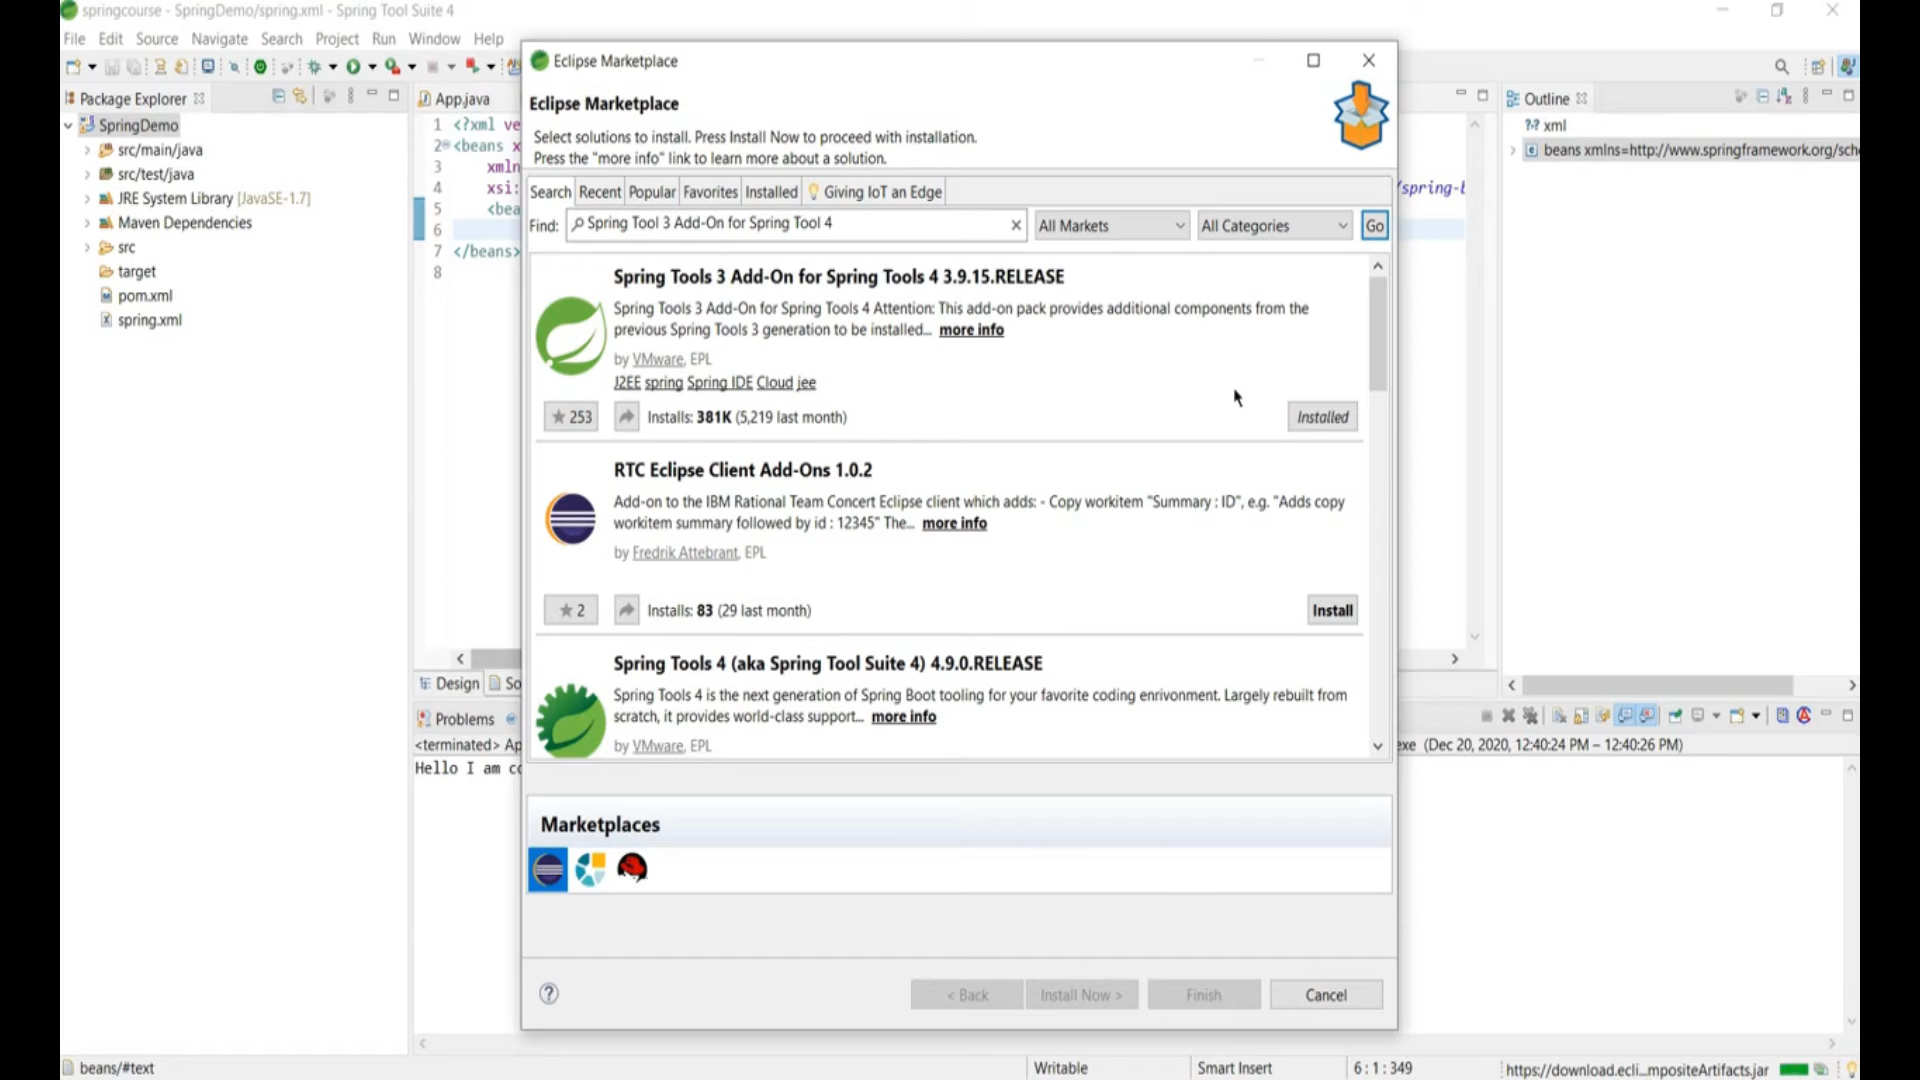 springcourse - SpringDemo/spring.xml - Spring Tool Suite 4
File Edit Source Navigate Search Project Run Window Help
Package Explorer
SpringDemo
src/main/java
src/test/java
JRE System Library [JavaSE-1.7]
Maven Dependencies
src
target
pom.xml
spring.xml
App.java
1 <?xml ve
2 <beans x
3 xmln
4 xsi:
5 <bea
6
7 </beans>
8
/spring-b
Design So
Eclipse Marketplace
Eclipse Marketplace
Select solutions to install. Press Install Now to proceed with installation.
Press the "more info" link to learn more about a solution.
Search Recent Popular Favorites Installed Giving IoT an Edge
Find: Spring Tool 3 Add-On for Spring Tool 4 All Markets All Categories Go
Spring Tools 3 Add-On for Spring Tools 4 3.9.15.RELEASE
Spring Tools 3 Add-On for Spring Tools 4 Attention: This add-on pack provides additional components from the
previous Spring Tools 3 generation to be installed... more info
by VMware, EPL
J2EE spring Spring IDE Cloud jee
253 Installs: 381K (5,219 last month) Installed
RTC Eclipse Client Add-Ons 1.0.2
Add-on to the IBM Rational Team Concert Eclipse client which adds: - Copy workitem "Summary : ID", e.g. "Adds copy
workitem summary followed by id : 12345" The... more info
by Fredrik Attebrant, EPL
2 Installs: 83 (29 last month) Install
Spring Tools 4 (aka Spring Tool Suite 4) 4.9.0.RELEASE
Spring Tools 4 is the next generation of Spring Boot tooling for your favorite coding enrivonment. Largely rebuilt from
scratch, it provides world-class support... more info
by VMware, EPL
Marketplaces
< Back Install Now > Finish Cancel
Outline
?-? xml
beans xmlns=http://www.springframework.org/sche
Problems
<terminated> Ap
exe (Dec 20, 2020, 12:40:24 PM – 12:40:26 PM)
Hello I am co
beans/#text Writable Smart Insert 6 : 1 : 349 https://download.ecli...mpositeArtifacts.jar